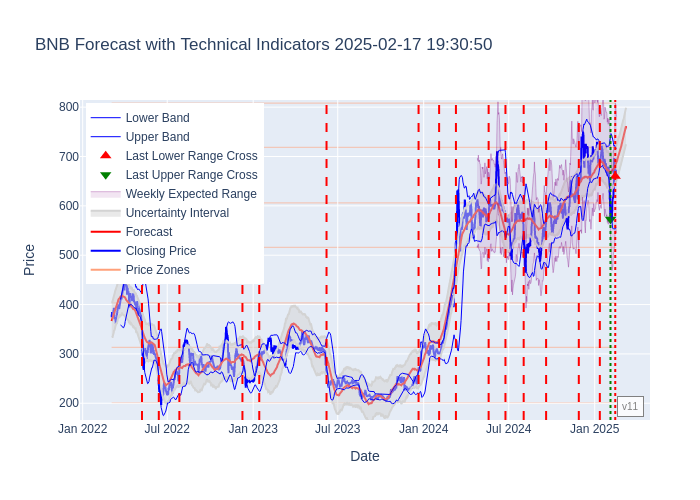 BNB Forecast with Technical Indicators 2025-02-17 19:30:50
Lower Band
Upper Band
Last Lower Range Cross
Last Upper Range Cross
Weekly Expected Range
Uncertainty Interval
Forecast
Closing Price
Price Zones
Price
800
700
600
500
400
300
200
Jan 2022
Jul 2022
Jan 2023
Jul 2023
Jan 2024
Jul 2024
Jan 2025
Date
v11